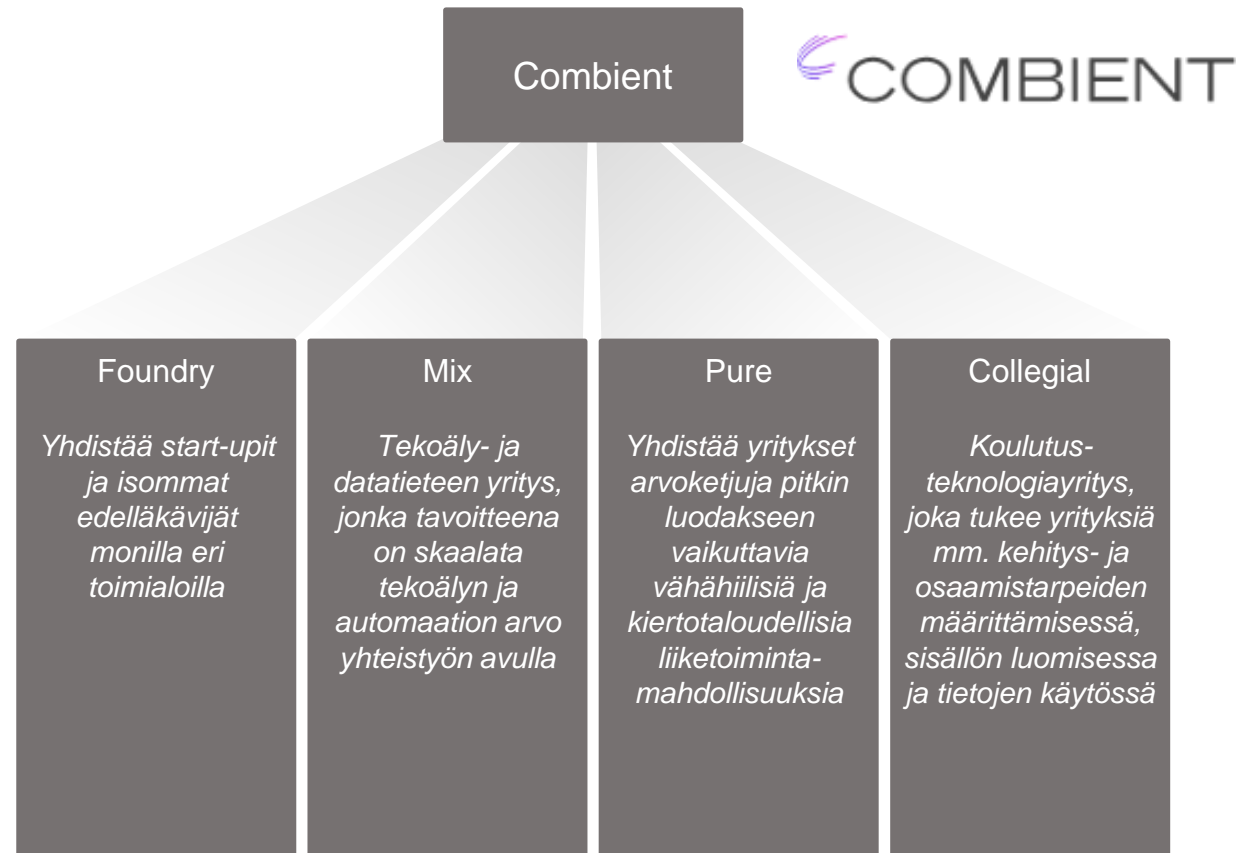 Combient
COMBIENT
Foundry
Yhdistää start-upit
ja isommat
edelläkävijät
monilla eri
toimialoilla
Mix
Tekoäly- ja
datatieteen yritys,
jonka tavoitteena
on skaalata
tekoälyn ja
automaation arvo
yhteistyön avulla
Pure
Yhdistää yritykset
arvoketjuja pitkin
luodakseen
vaikuttavia
vähähiilisiä ja
kiertotaloudellisia
liiketoiminta-
mahdollisuuksia
Collegial
Koulutus-
teknologiayritys,
joka tukee yrityksiä
mm. kehitys- ja
osaamistarpeiden
määrittämisessä,
sisällön luomisessa
ja tietojen käytössä